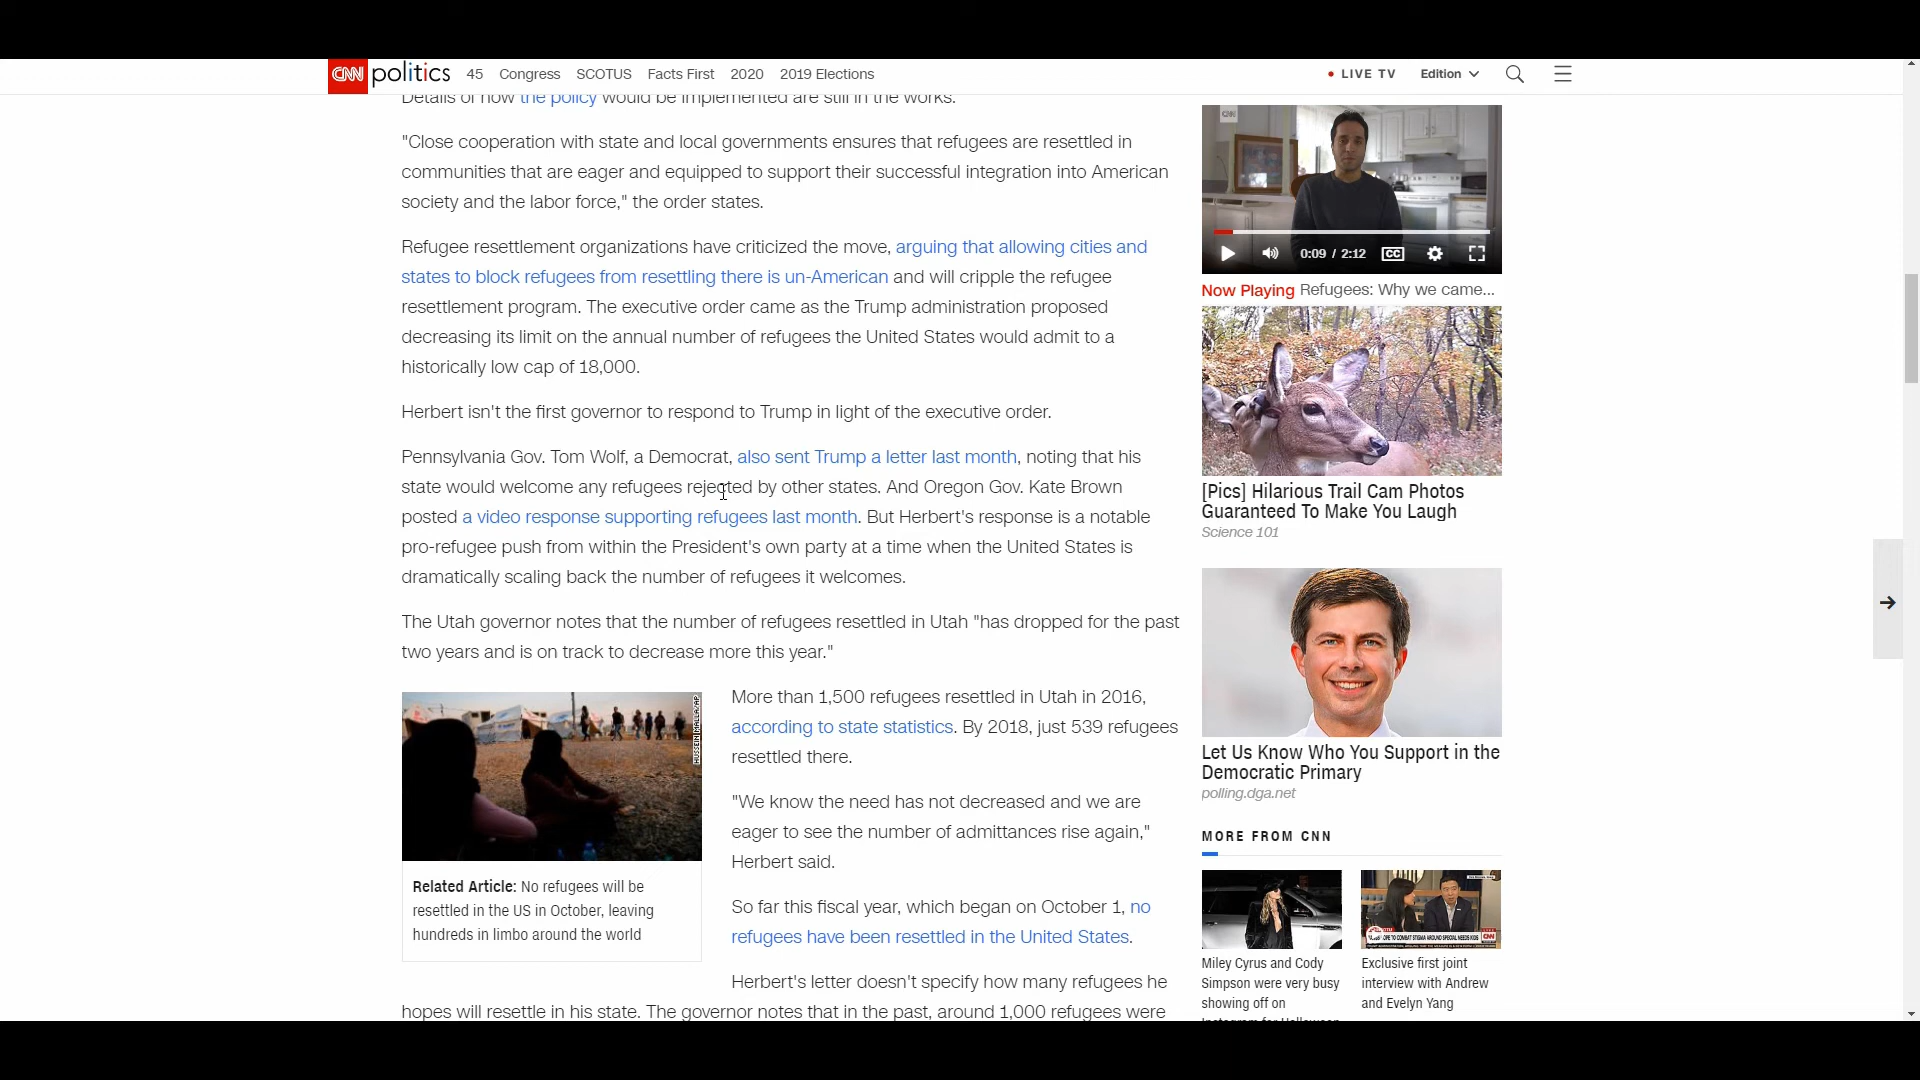 CNN politics 45 Congress SCOTUS Facts First 2020 2019 Elections
LIVE TV Edition
Details of how the policy would be implemented are still in the works.
"Close cooperation with state and local governments ensures that refugees are resettled in
communities that are eager and equipped to support their successful integration into American
society and the labor force," the order states.
Refugee resettlement organizations have criticized the move, arguing that allowing cities and
states to block refugees from resettling there is un-American and will cripple the refugee
resettlement program. The executive order came as the Trump administration proposed
decreasing its limit on the annual number of refugees the United States would admit to a
historically low cap of 18,000.
Herbert isn't the first governor to respond to Trump in light of the executive order.
Pennsylvania Gov. Tom Wolf, a Democrat, also sent Trump a letter last month, noting that his
state would welcome any refugees rejected by other states. And Oregon Gov. Kate Brown
posted a video response supporting refugees last month. But Herbert's response is a notable
pro-refugee push from within the President's own party at a time when the United States is
dramatically scaling back the number of refugees it welcomes.
The Utah governor notes that the number of refugees resettled in Utah "has dropped for the past
two years and is on track to decrease more this year."
HUSSEIN MALLA/AP
Related Article: No refugees will be
resettled in the US in October, leaving
hundreds in limbo around the world
More than 1,500 refugees resettled in Utah in 2016,
according to state statistics. By 2018, just 539 refugees
resettled there.
"We know the need has not decreased and we are
eager to see the number of admittances rise again,"
Herbert said.
So far this fiscal year, which began on October 1, no
refugees have been resettled in the United States.
Herbert's letter doesn't specify how many refugees he
hopes will resettle in his state. The governor notes that in the past, around 1,000 refugees were
CNN
0:09 / 2:12 CC
Now Playing Refugees: Why we came...
[Pics] Hilarious Trail Cam Photos
Guaranteed To Make You Laugh
Science 101
Let Us Know Who You Support in the
Democratic Primary
polling.dga.net
MORE FROM CNN
Miley Cyrus and Cody
Simpson were very busy
showing off on
Instagram for Halloween
OPE TO COMBAT STIGMA AROUND SPECIAL NEEDS KIDS
CNN
Exclusive first joint
interview with Andrew
and Evelyn Yang